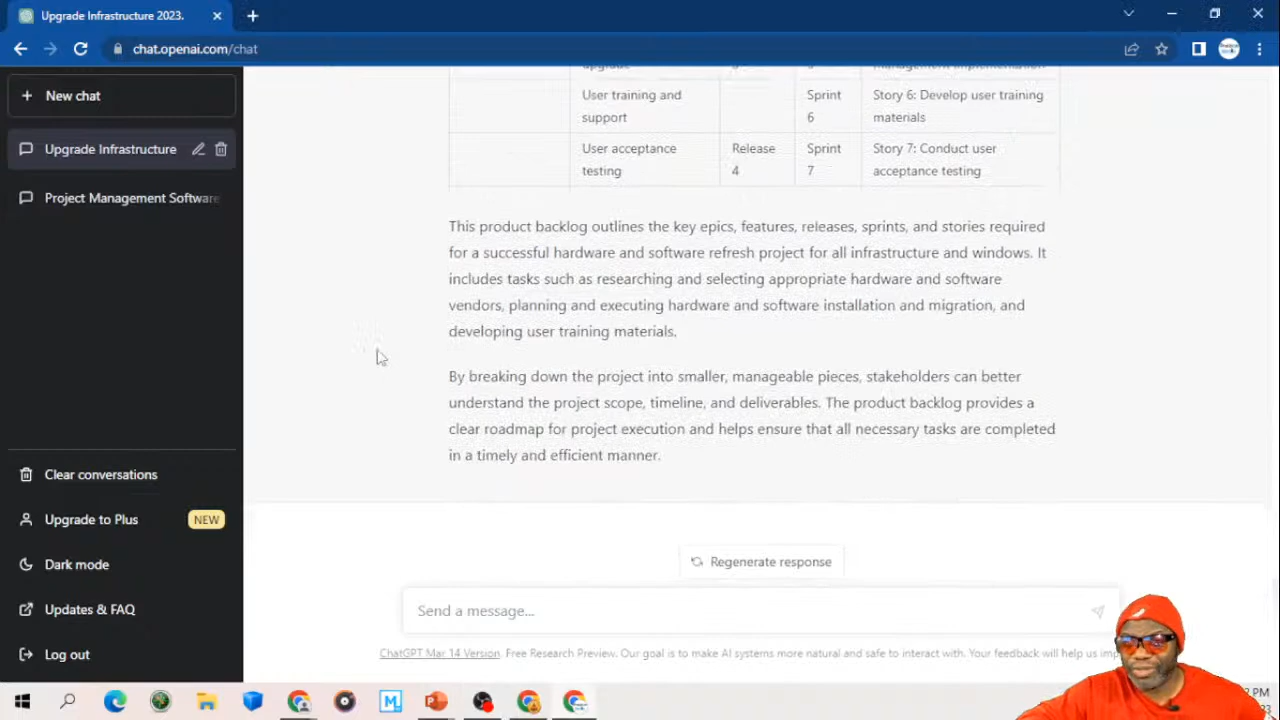 Upgrade Infrastructure 2023.
chat.openai.com/chat
New chat
Upgrade Infrastructure
Project Management Software
Clear conversations
Upgrade to Plus NEW
Dark mode
Updates & FAQ
Log out
upgrade management implementation
User training and Sprint Story 6: Develop user training
support 6 materials
User acceptance Release Sprint Story 7: Conduct user
testing 4 7 acceptance testing
This product backlog outlines the key epics, features, releases, sprints, and stories required
for a successful hardware and software refresh project for all infrastructure and windows. It
includes tasks such as researching and selecting appropriate hardware and software
vendors, planning and executing hardware and software installation and migration, and
developing user training materials.
By breaking down the project into smaller, manageable pieces, stakeholders can better
understand the project scope, timeline, and deliverables. The product backlog provides a
clear roadmap for project execution and helps ensure that all necessary tasks are completed
in a timely and efficient manner.
Regenerate response
Send a message...
ChatGPT Mar 14 Version. Free Research Preview. Our goal is to make AI systems more natural and safe to interact with. Your feedback will help us
PM